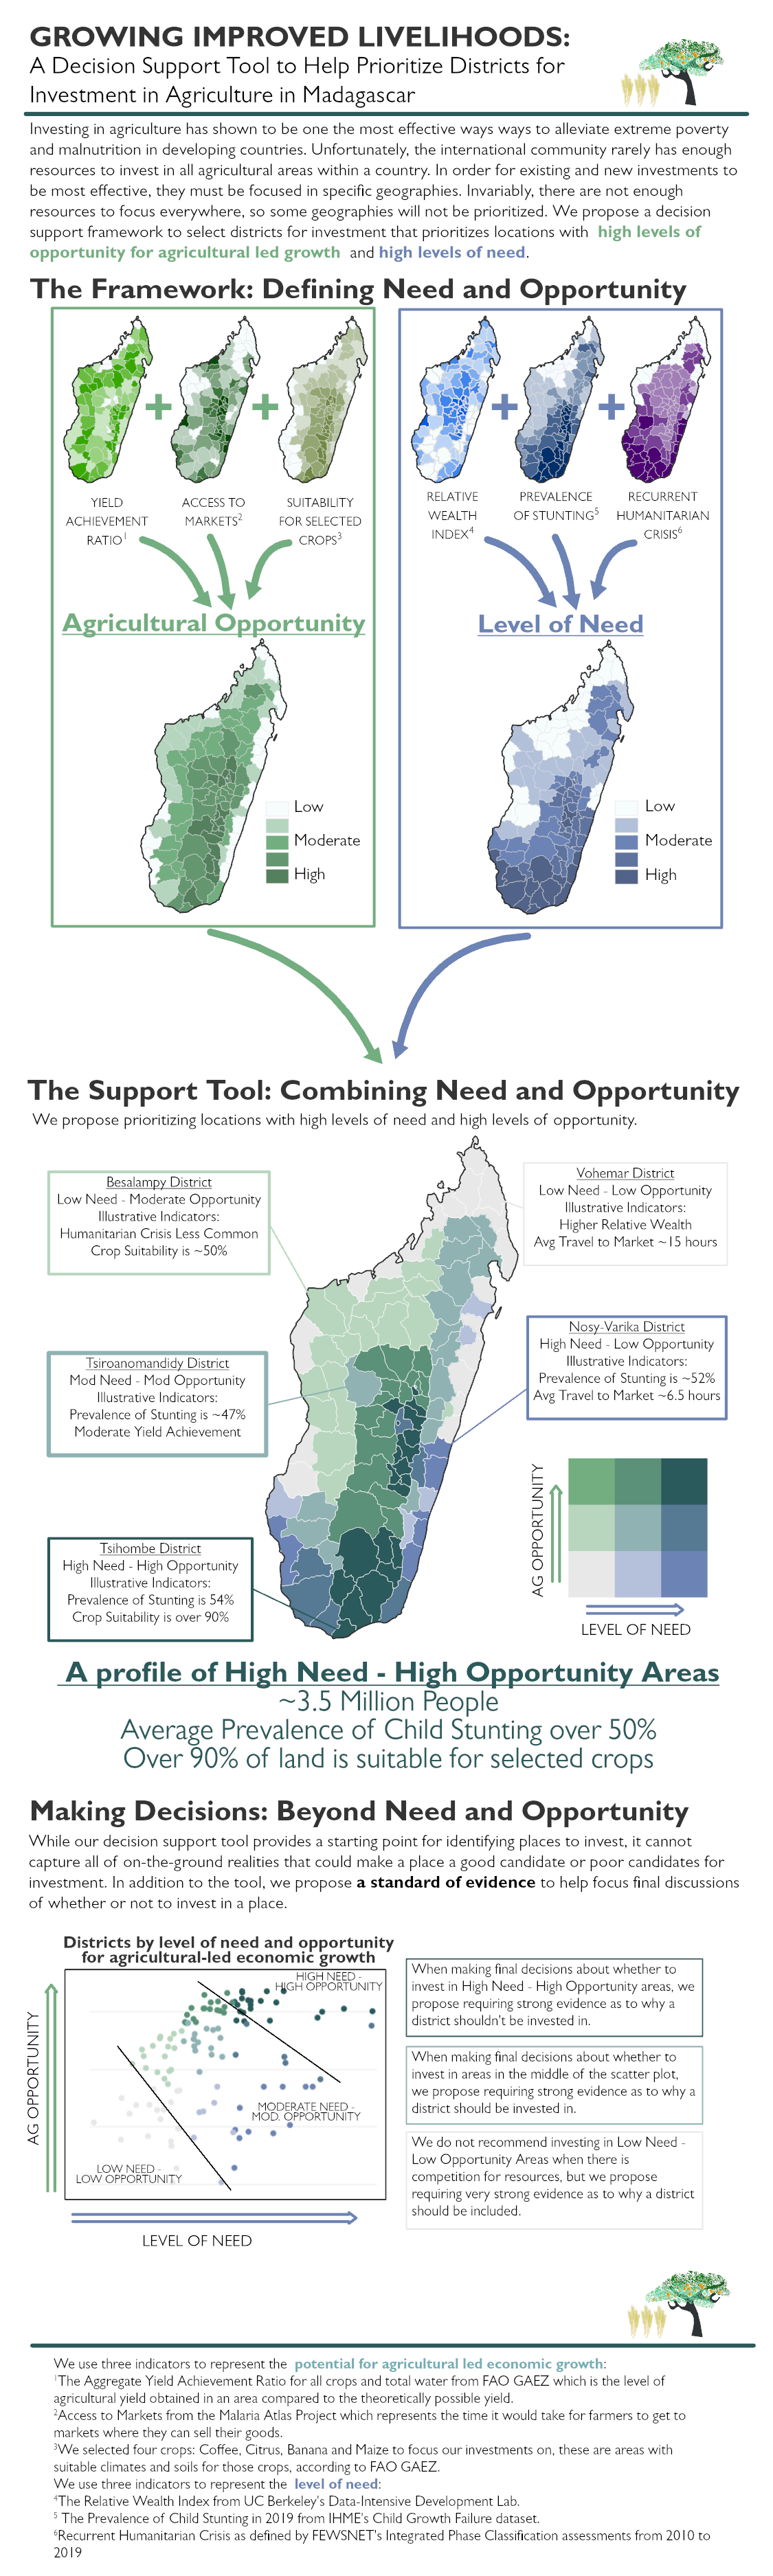 GROWING IMPROVED LIVELIHOODS:
A Decision Support Tool to Help Prioritize Districts for
Investment in Agriculture in Madagascar
Investing in agriculture has shown to be one the most effective ways ways to alleviate extreme poverty
and malnutrition in developing countries. Unfortunately, the international community rarely has enough
resources to invest in all agricultural areas within a country. In order for existing and new investments to
be most effective, they must be focused in specific geographies. Invariably, there are not enough
resources to focus everywhere, so some geographies will not be prioritized. We propose a decision
support framework to select districts for investment that prioritizes locations with high levels of
opportunity for agricultural led growth and high levels of need.
The Framework: Defining Need and Opportunity
YIELD
ACHIEVEMENT
RATIO1
ACCESS TO
MARKETS2
SUITABILITY
FOR SELECTED
CROPS3
RELATIVE
WEALTH
INDEX4
PREVALENCE
OF STUNTING5
RECURRENT
HUMANITARIAN
CRISIS6
Agricultural Opportunity
Low
Moderate
High
Level of Need
Low
Moderate
High
The Support Tool: Combining Need and Opportunity
We propose prioritizing locations with high levels of need and high levels of opportunity.
Besalampy District
Low Need - Moderate Opportunity
Illustrative Indicators:
Humanitarian Crisis Less Common
Crop Suitability is ~50%
Vohemar District
Low Need - Low Opportunity
Illustrative Indicators:
Higher Relative Wealth
Avg Travel to Market ~15 hours
Tsiroanomandidy District
Mod Need - Mod Opportunity
Illustrative Indicators:
Prevalence of Stunting is ~47%
Moderate Yield Achievement
Nosy-Varika District
High Need - Low Opportunity
Illustrative Indicators:
Prevalence of Stunting is ~52%
Avg Travel to Market ~6.5 hours
Tsihombe District
High Need - High Opportunity
Illustrative Indicators:
Prevalence of Stunting is 54%
Crop Suitability is over 90%
AG OPPORTUNITY
LEVEL OF NEED
A profile of High Need - High Opportunity Areas
~3.5 Million People
Average Prevalence of Child Stunting over 50%
Over 90% of land is suitable for selected crops
Making Decisions: Beyond Need and Opportunity
While our decision support tool provides a starting point for identifying places to invest, it cannot
capture all of on-the-ground realities that could make a place a good candidate or poor candidates for
investment. In addition to the tool, we propose a standard of evidence to help focus final discussions
of whether or not to invest in a place.
Districts by level of need and opportunity
for agricultural-led economic growth
HIGH NEED -
HIGH OPPORTUNITY
MODERATE NEED -
MOD. OPPORTUNITY
LOW NEED -
LOW OPPORTUNITY
AG OPPORTUNITY
LEVEL OF NEED
When making final decisions about whether to
invest in High Need - High Opportunity areas, we
propose requiring strong evidence as to why a
district shouldn't be invested in.
When making final decisions about whether to
invest in areas in the middle of the scatter plot,
we propose requiring strong evidence as to why a
district should be invested in.
We do not recommend investing in Low Need -
Low Opportunity Areas when there is
competition for resources, but we propose
requiring very strong evidence as to why a district
should be included.
We use three indicators to represent the potential for agricultural led economic growth:
1The Aggregate Yield Achievement Ratio for all crops and total water from FAO GAEZ which is the level of
agricultural yield obtained in an area compared to the theoretically possible yield.
2Access to Markets from the Malaria Atlas Project which represents the time it would take for farmers to get to
markets where they can sell their goods.
3We selected four crops: Coffee, Citrus, Banana and Maize to focus our investments on, these are areas with
suitable climates and soils for those crops, according to FAO GAEZ.
We use three indicators to represent the level of need:
4The Relative Wealth Index from UC Berkeley's Data-Intensive Development Lab.
5 The Prevalence of Child Stunting in 2019 from IHME's Child Growth Failure dataset.
6Recurrent Humanitarian Crisis as defined by FEWSNET's Integrated Phase Classification assessments from 2010 to
2019